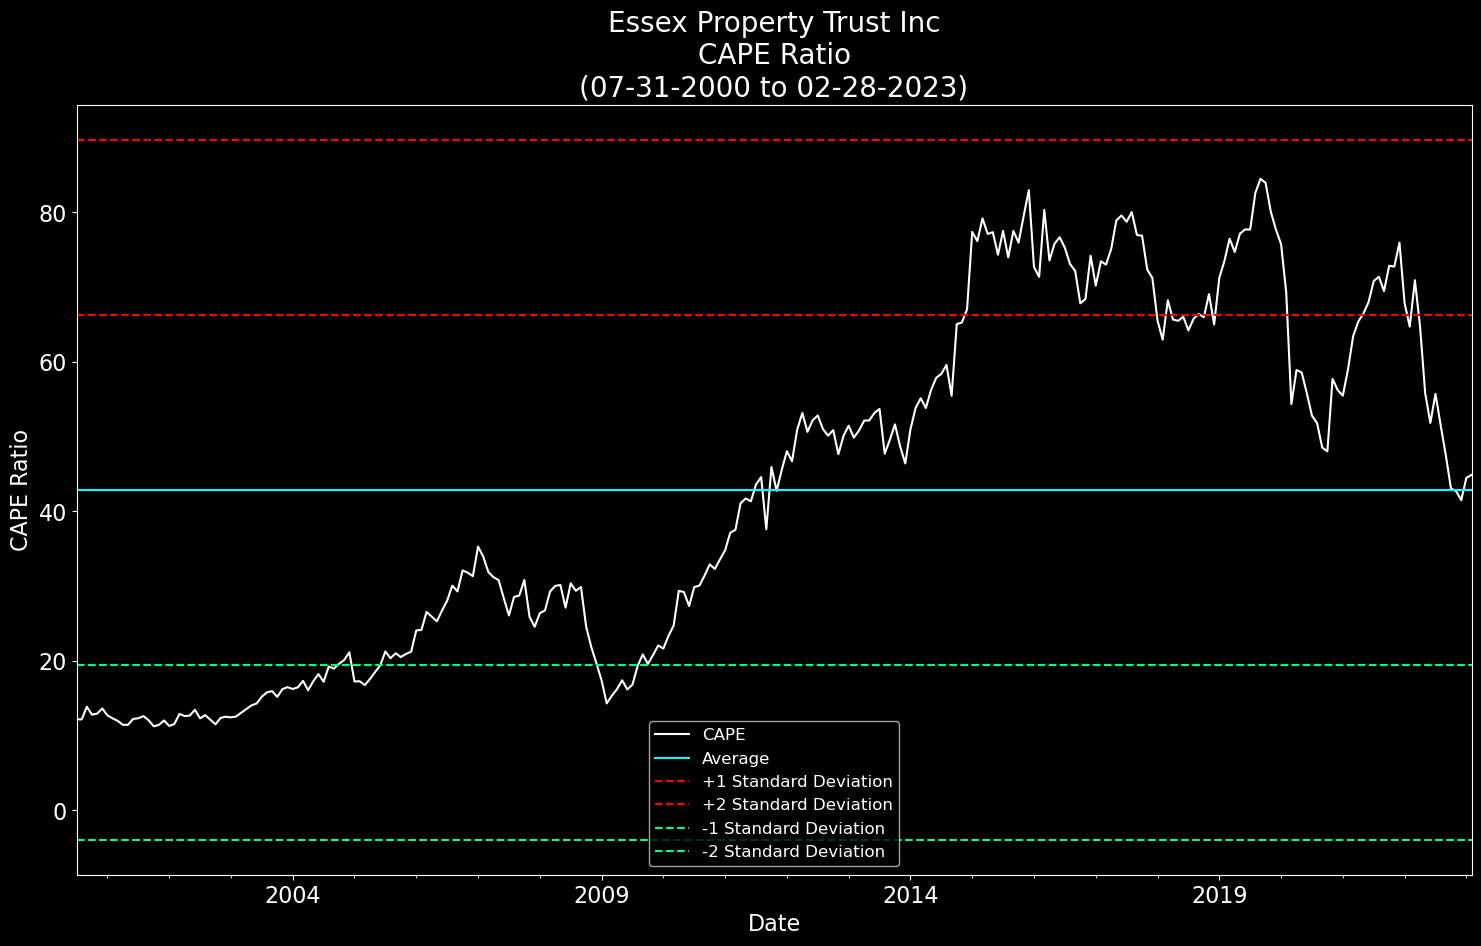 Essex Property Trust Inc
CAPE Ratio
(07-31-2000 to 02-28-2023)
CAPE Ratio
80
60
40
20
0
CAPE
Average
+1 Standard Deviation
+2 Standard Deviation
-1 Standard Deviation
-2 Standard Deviation
2004
2009
2014
2019
Date